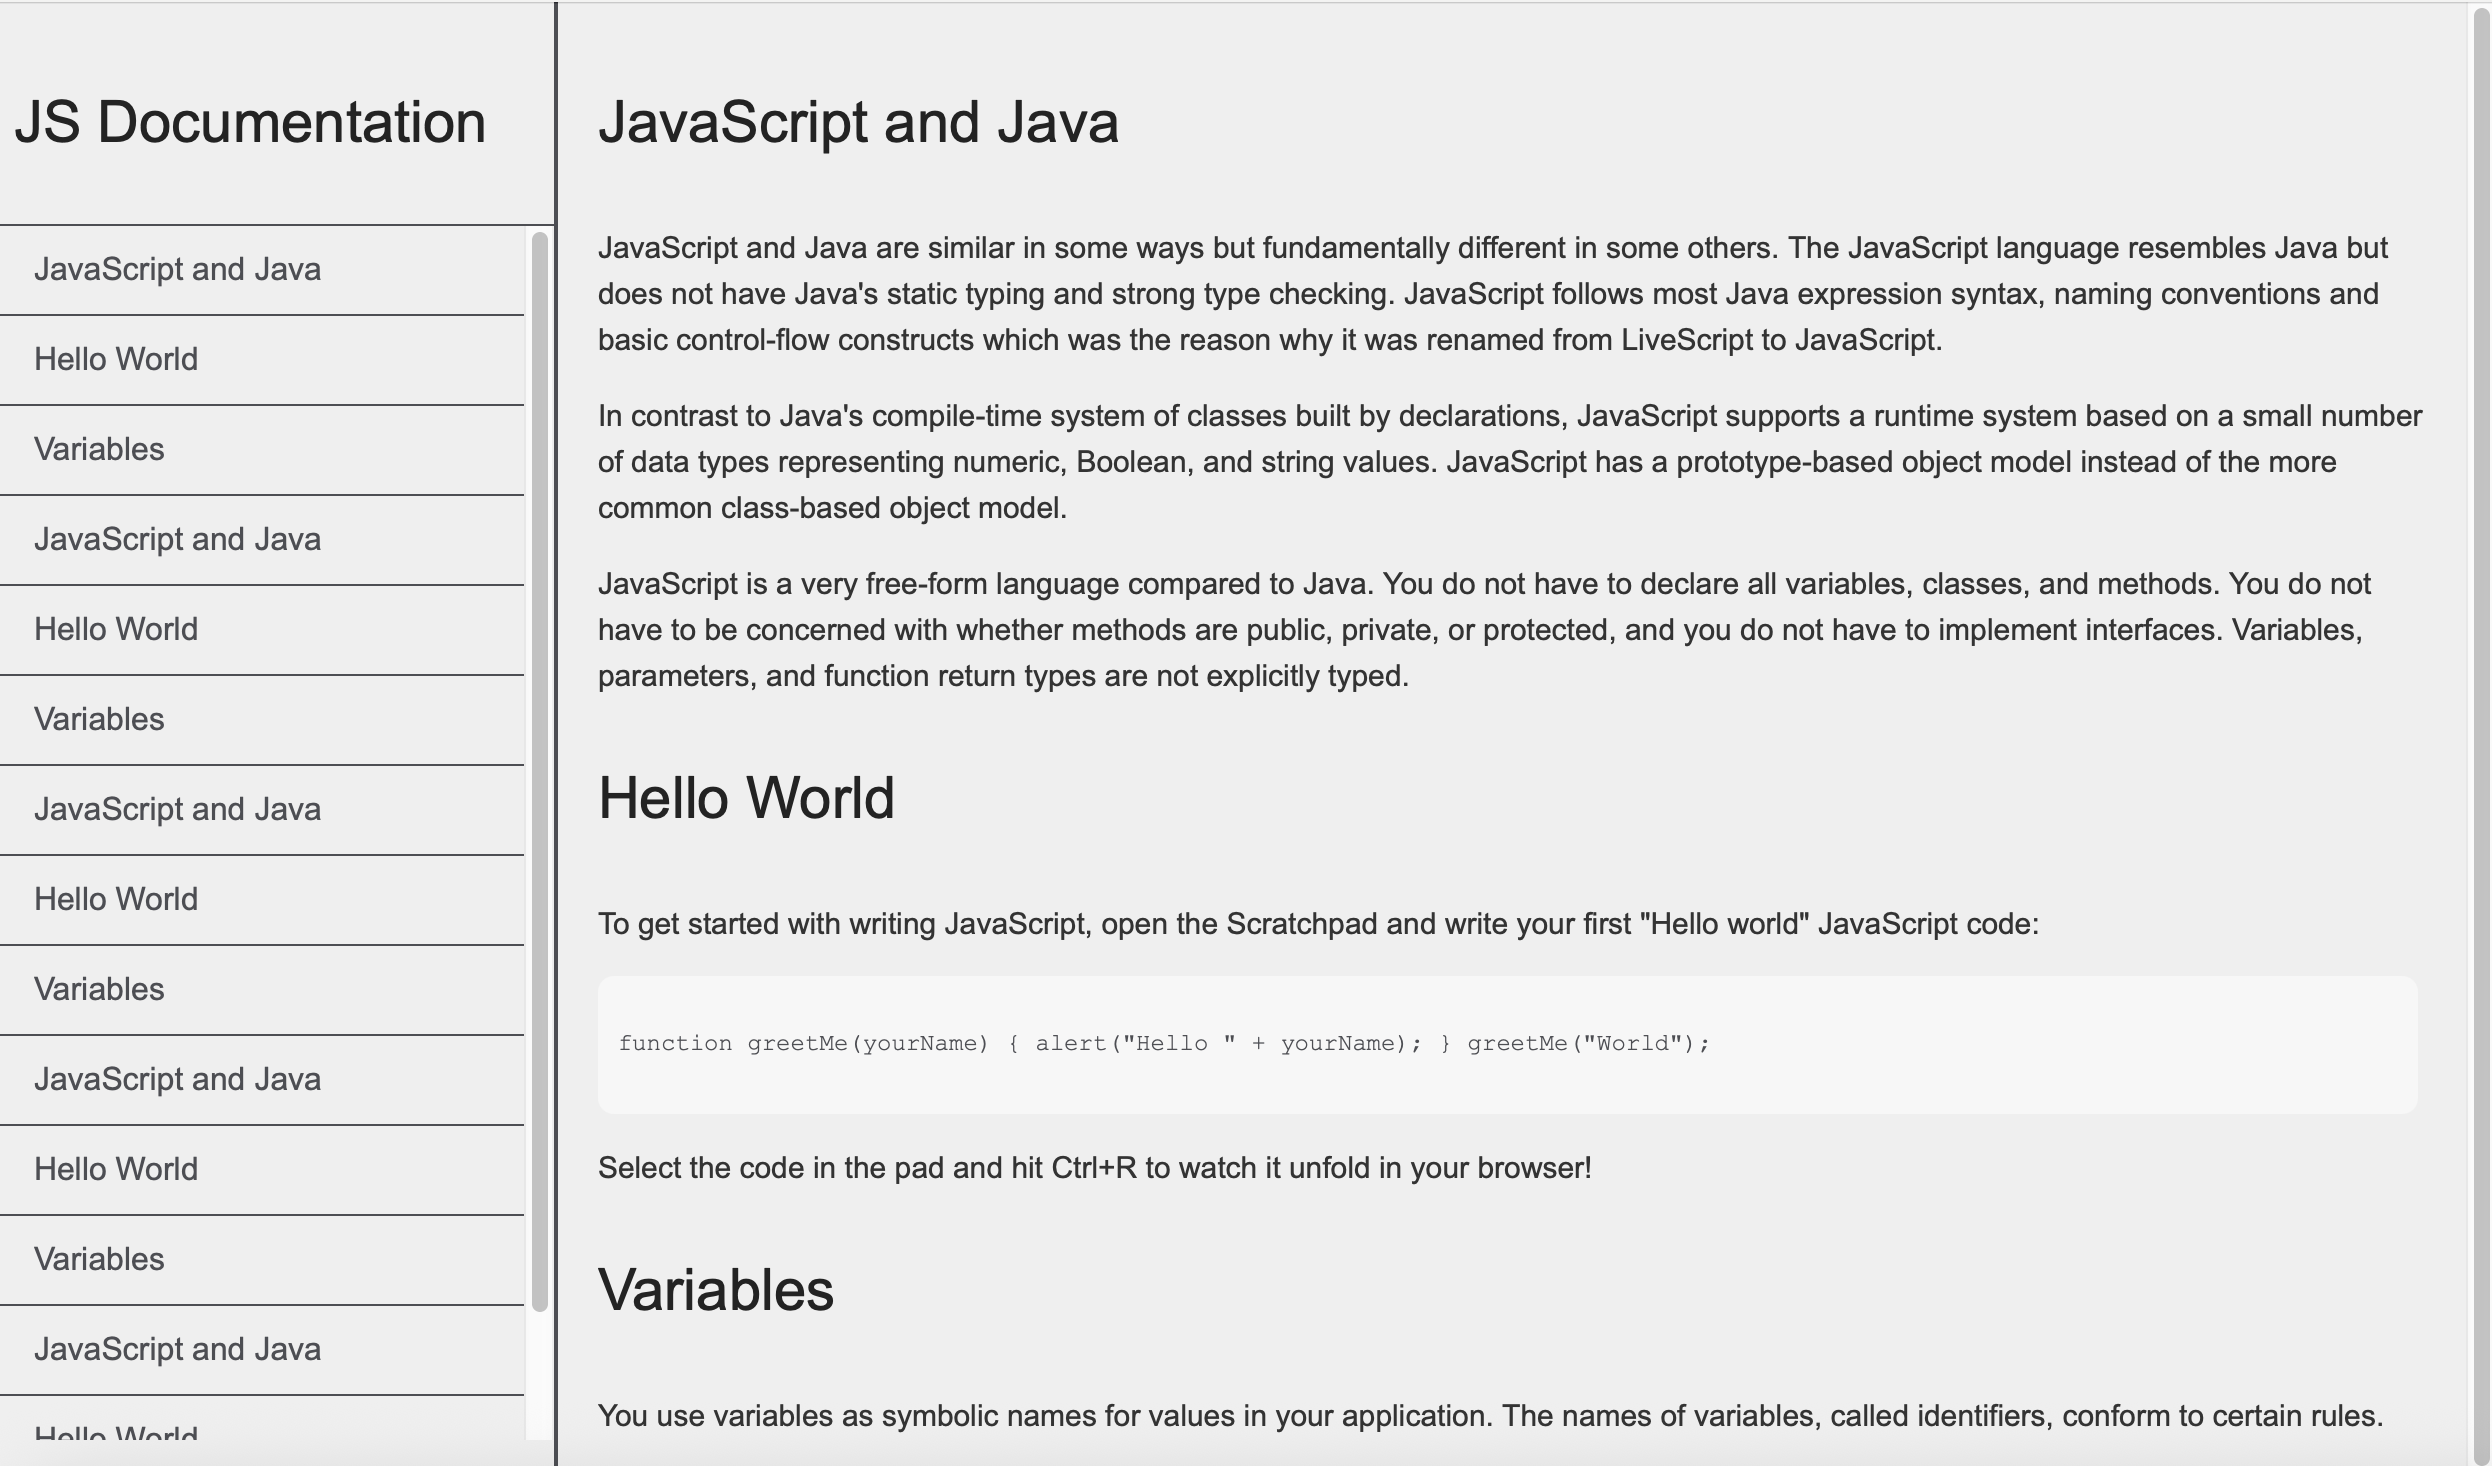 JS Documentation
JavaScript and Java
Hello World
Variables
JavaScript and Java
Hello World
Variables
JavaScript and Java
Hello World
Variables
JavaScript and Java
Hello World
Variables
JavaScript and Java
Hello World
JavaScript and Java
JavaScript and Java are similar in some ways but fundamentally different in some others. The JavaScript language resembles Java but
does not have Java's static typing and strong type checking. JavaScript follows most Java expression syntax, naming conventions and
basic control-flow constructs which was the reason why it was renamed from LiveScript to JavaScript.
In contrast to Java's compile-time system of classes built by declarations, JavaScript supports a runtime system based on a small number
of data types representing numeric, Boolean, and string values. JavaScript has a prototype-based object model instead of the more
common class-based object model.
JavaScript is a very free-form language compared to Java. You do not have to declare all variables, classes, and methods. You do not
have to be concerned with whether methods are public, private, or protected, and you do not have to implement interfaces. Variables,
parameters, and function return types are not explicitly typed.
Hello World
To get started with writing JavaScript, open the Scratchpad and write your first "Hello world" JavaScript code:
function greetMe(yourName) { alert("Hello " + yourName); } greetMe("World");
Select the code in the pad and hit Ctrl+R to watch it unfold in your browser!
Variables
You use variables as symbolic names for values in your application. The names of variables, called identifiers, conform to certain rules.